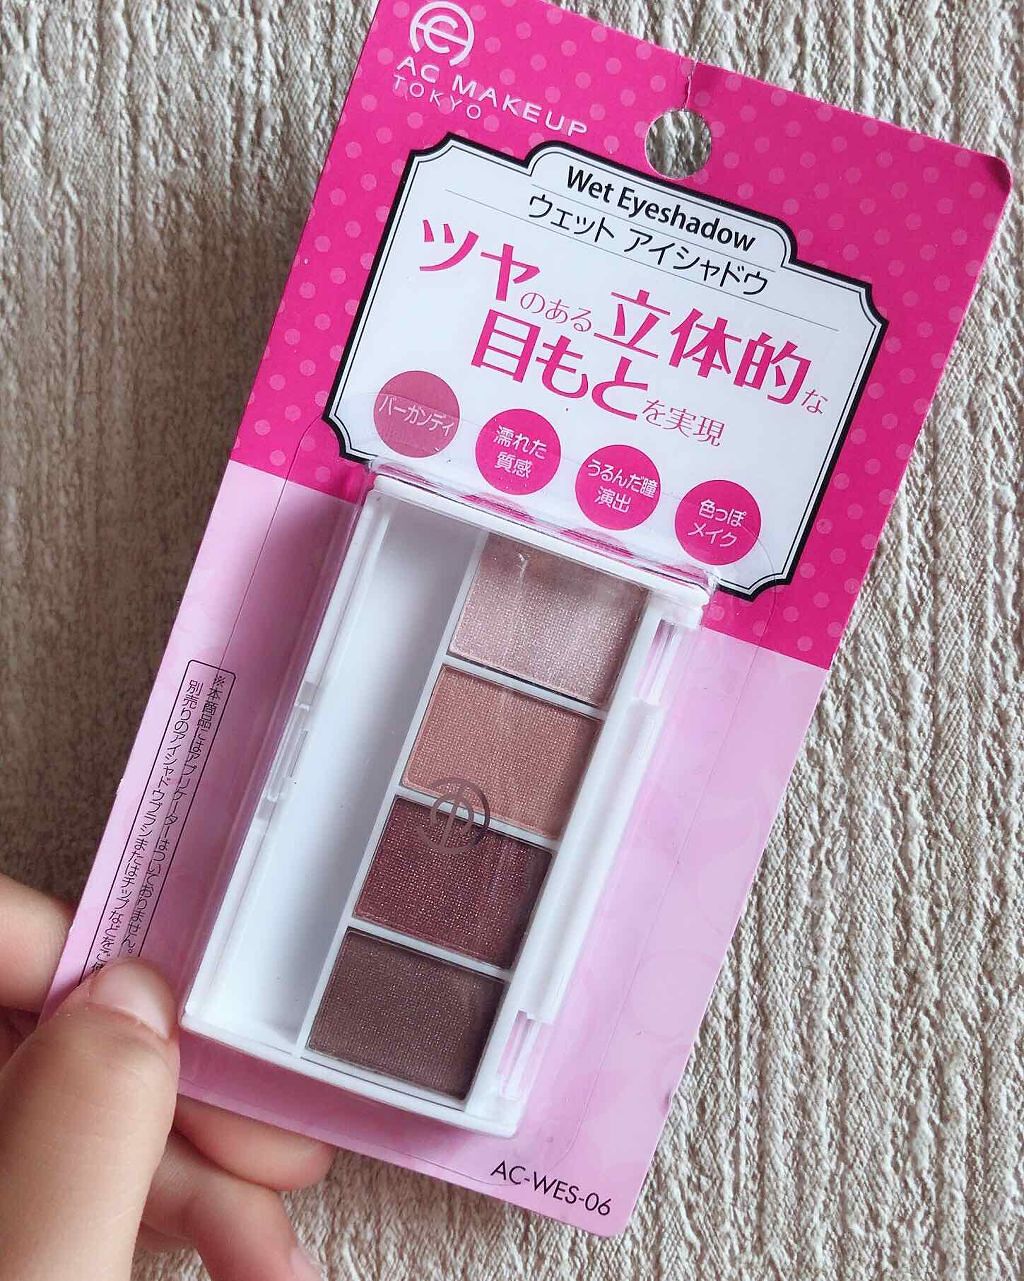 AC MAKEUP
TOKYO
Wet Eyeshadow
ウェット アイシャドウ
ツヤのある立体的な
目もとを実現
バーガンディ
濡れた
質感
うるんだ瞳
演出
色っぽ
メイク
※本商品にはアプリケーターはついておりません。
別売りのアイシャドウブラシまたはチップなどをご使
AC-WES-06